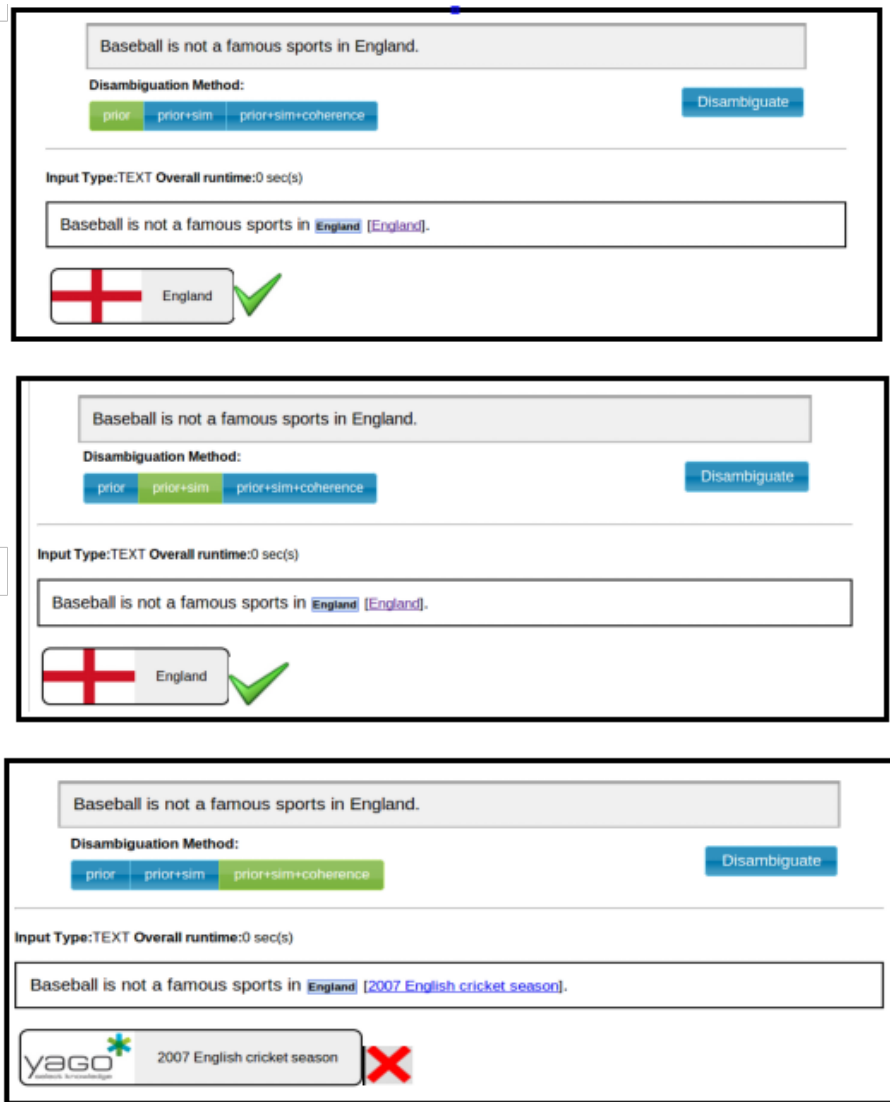 Baseball is not a famous sports in England.
Disambiguation Method:
prior prior+sim prior+sim+coherence Disambiguate
Input Type:TEXT Overall runtime:0 sec(s)
Baseball is not a famous sports in England [England].
England
Baseball is not a famous sports in England.
Disambiguation Method:
prior prior+sim prior+sim+coherence Disambiguate
Input Type:TEXT Overall runtime:0 sec(s)
Baseball is not a famous sports in England [England].
England
Baseball is not a famous sports in England.
Disambiguation Method:
prior prior+sim prior+sim+coherence Disambiguate
Input Type:TEXT Overall runtime:0 sec(s)
Baseball is not a famous sports in England [2007 English cricket season].
yago 2007 English cricket season